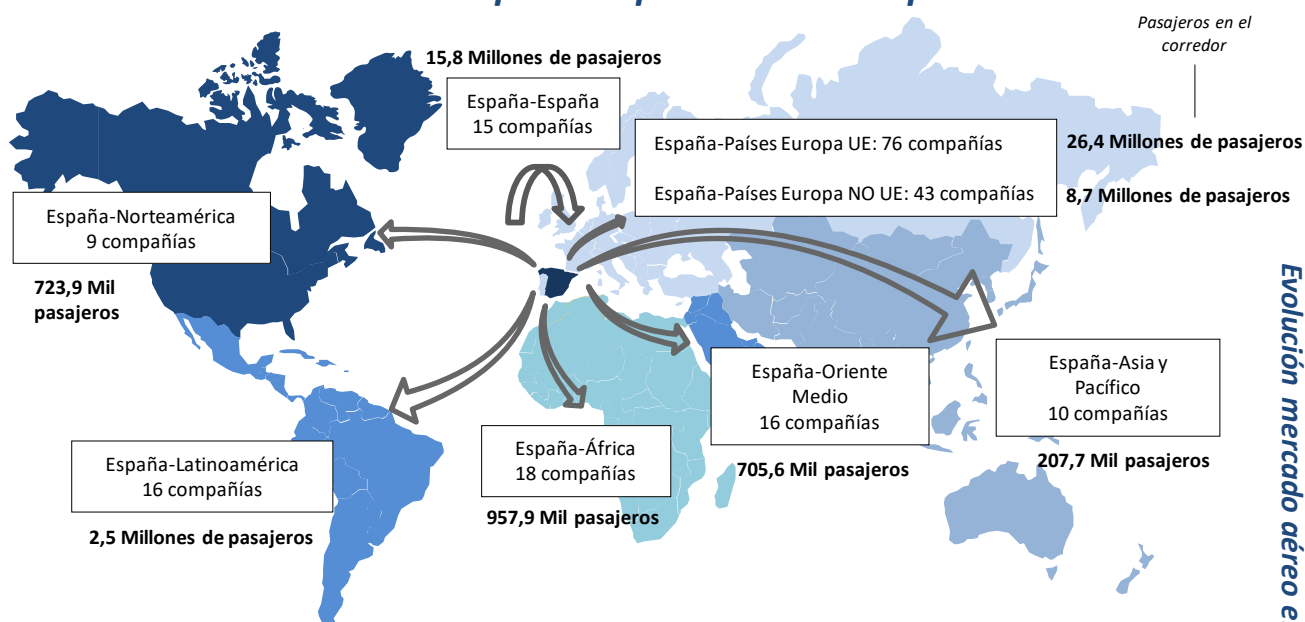 Pasajeros en el
corredor
15,8 Millones de pasajeros
España-España
15 compañías
España-Países Europa UE: 76 compañías
26,4 Millones de pasajeros
España-Países Europa NO UE: 43 compañías
8,7 Millones de pasajeros
España-Norteamérica
9 compañías
723,9 Mil
pasajeros
España-Oriente
Medio
16 compañías
705,6 Mil pasajeros
España-Asia y
Pacífico
10 compañías
207,7 Mil pasajeros
España-África
18 compañías
957,9 Mil pasajeros
España-Latinoamérica
16 compañías
2,5 Millones de pasajeros
Evolución mercado aéreo e